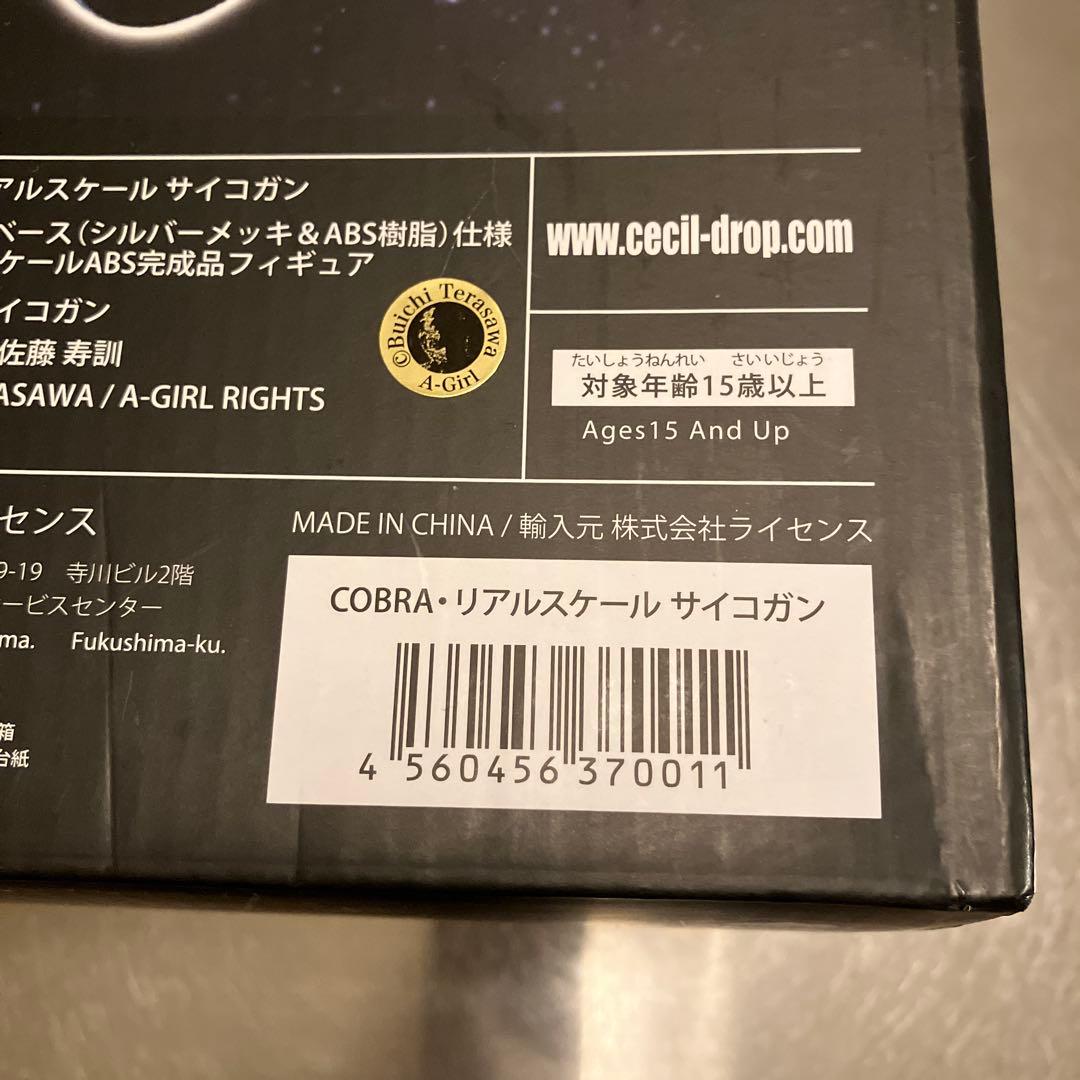 アルスケール サイコガン
ベース（シルバーメッキ＆ABS樹脂）仕様
ケールABS完成品フィギュア
イコガン
佐藤 寿訓
ASAWA / A-GIRL RIGHTS
©Buichi Terasawa
A-Girl
www.cecil-drop.com
たいしょうねんれい さいいじょう
対象年齢15歳以上
Ages15 And Up
センス
9-19 寺川ビル2階
ービスセンター
ma. Fukushima-ku.
箱
台紙
MADE IN CHINA / 輸入元 株式会社ライセンス
COBRA・リアルスケール サイコガン
4 560456 370011